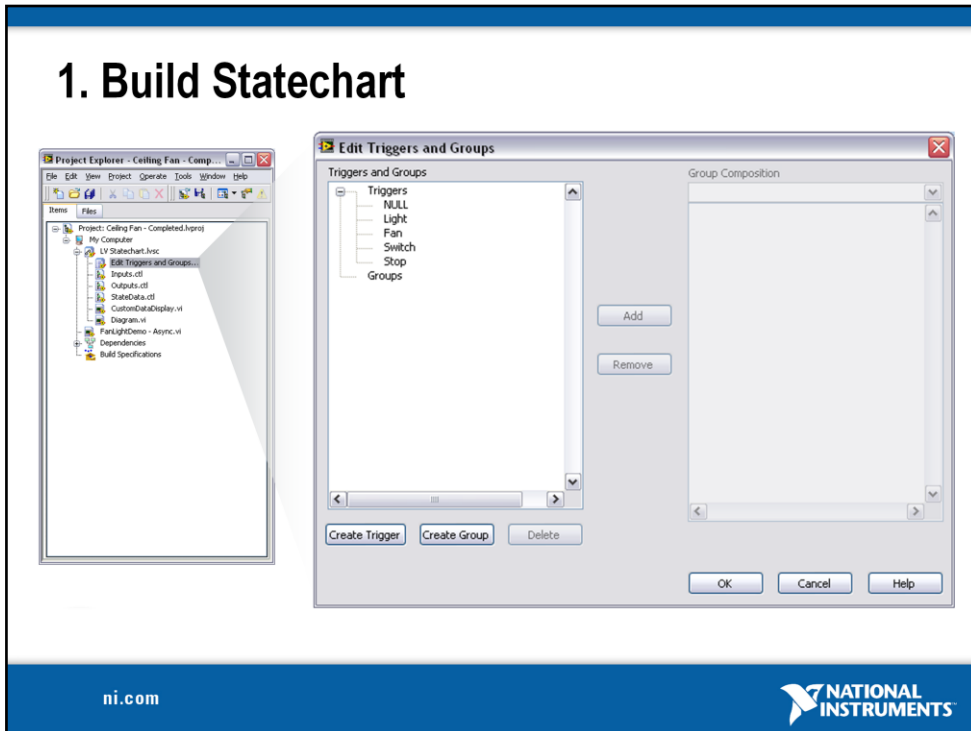 1. Build Statechart
Project Explorer - Ceiling Fan - Comp...
File Edit View Project Operate Tools Window Help
Items Files
Project: Ceiling Fan - Completed.lvproj
My Computer
LV Statechart.lvsc
Edit Triggers and Groups...
Inputs.ctl
Outputs.ctl
StateData.ctl
CustomDataDisplay.vi
Diagram.vi
FanLightDemo - Async.vi
Dependencies
Build Specifications
Edit Triggers and Groups
Triggers and Groups
Triggers
NULL
Light
Fan
Switch
Stop
Groups
Group Composition
Add
Remove
Create Trigger Create Group Delete
OK Cancel Help
ni.com
NATIONAL
INSTRUMENTS